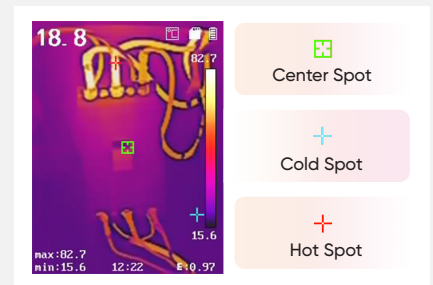 18.8
℃
82.7
15.6
max:82.7
min:15.6
12:22
E:0.97
Center Spot
Cold Spot
Hot Spot